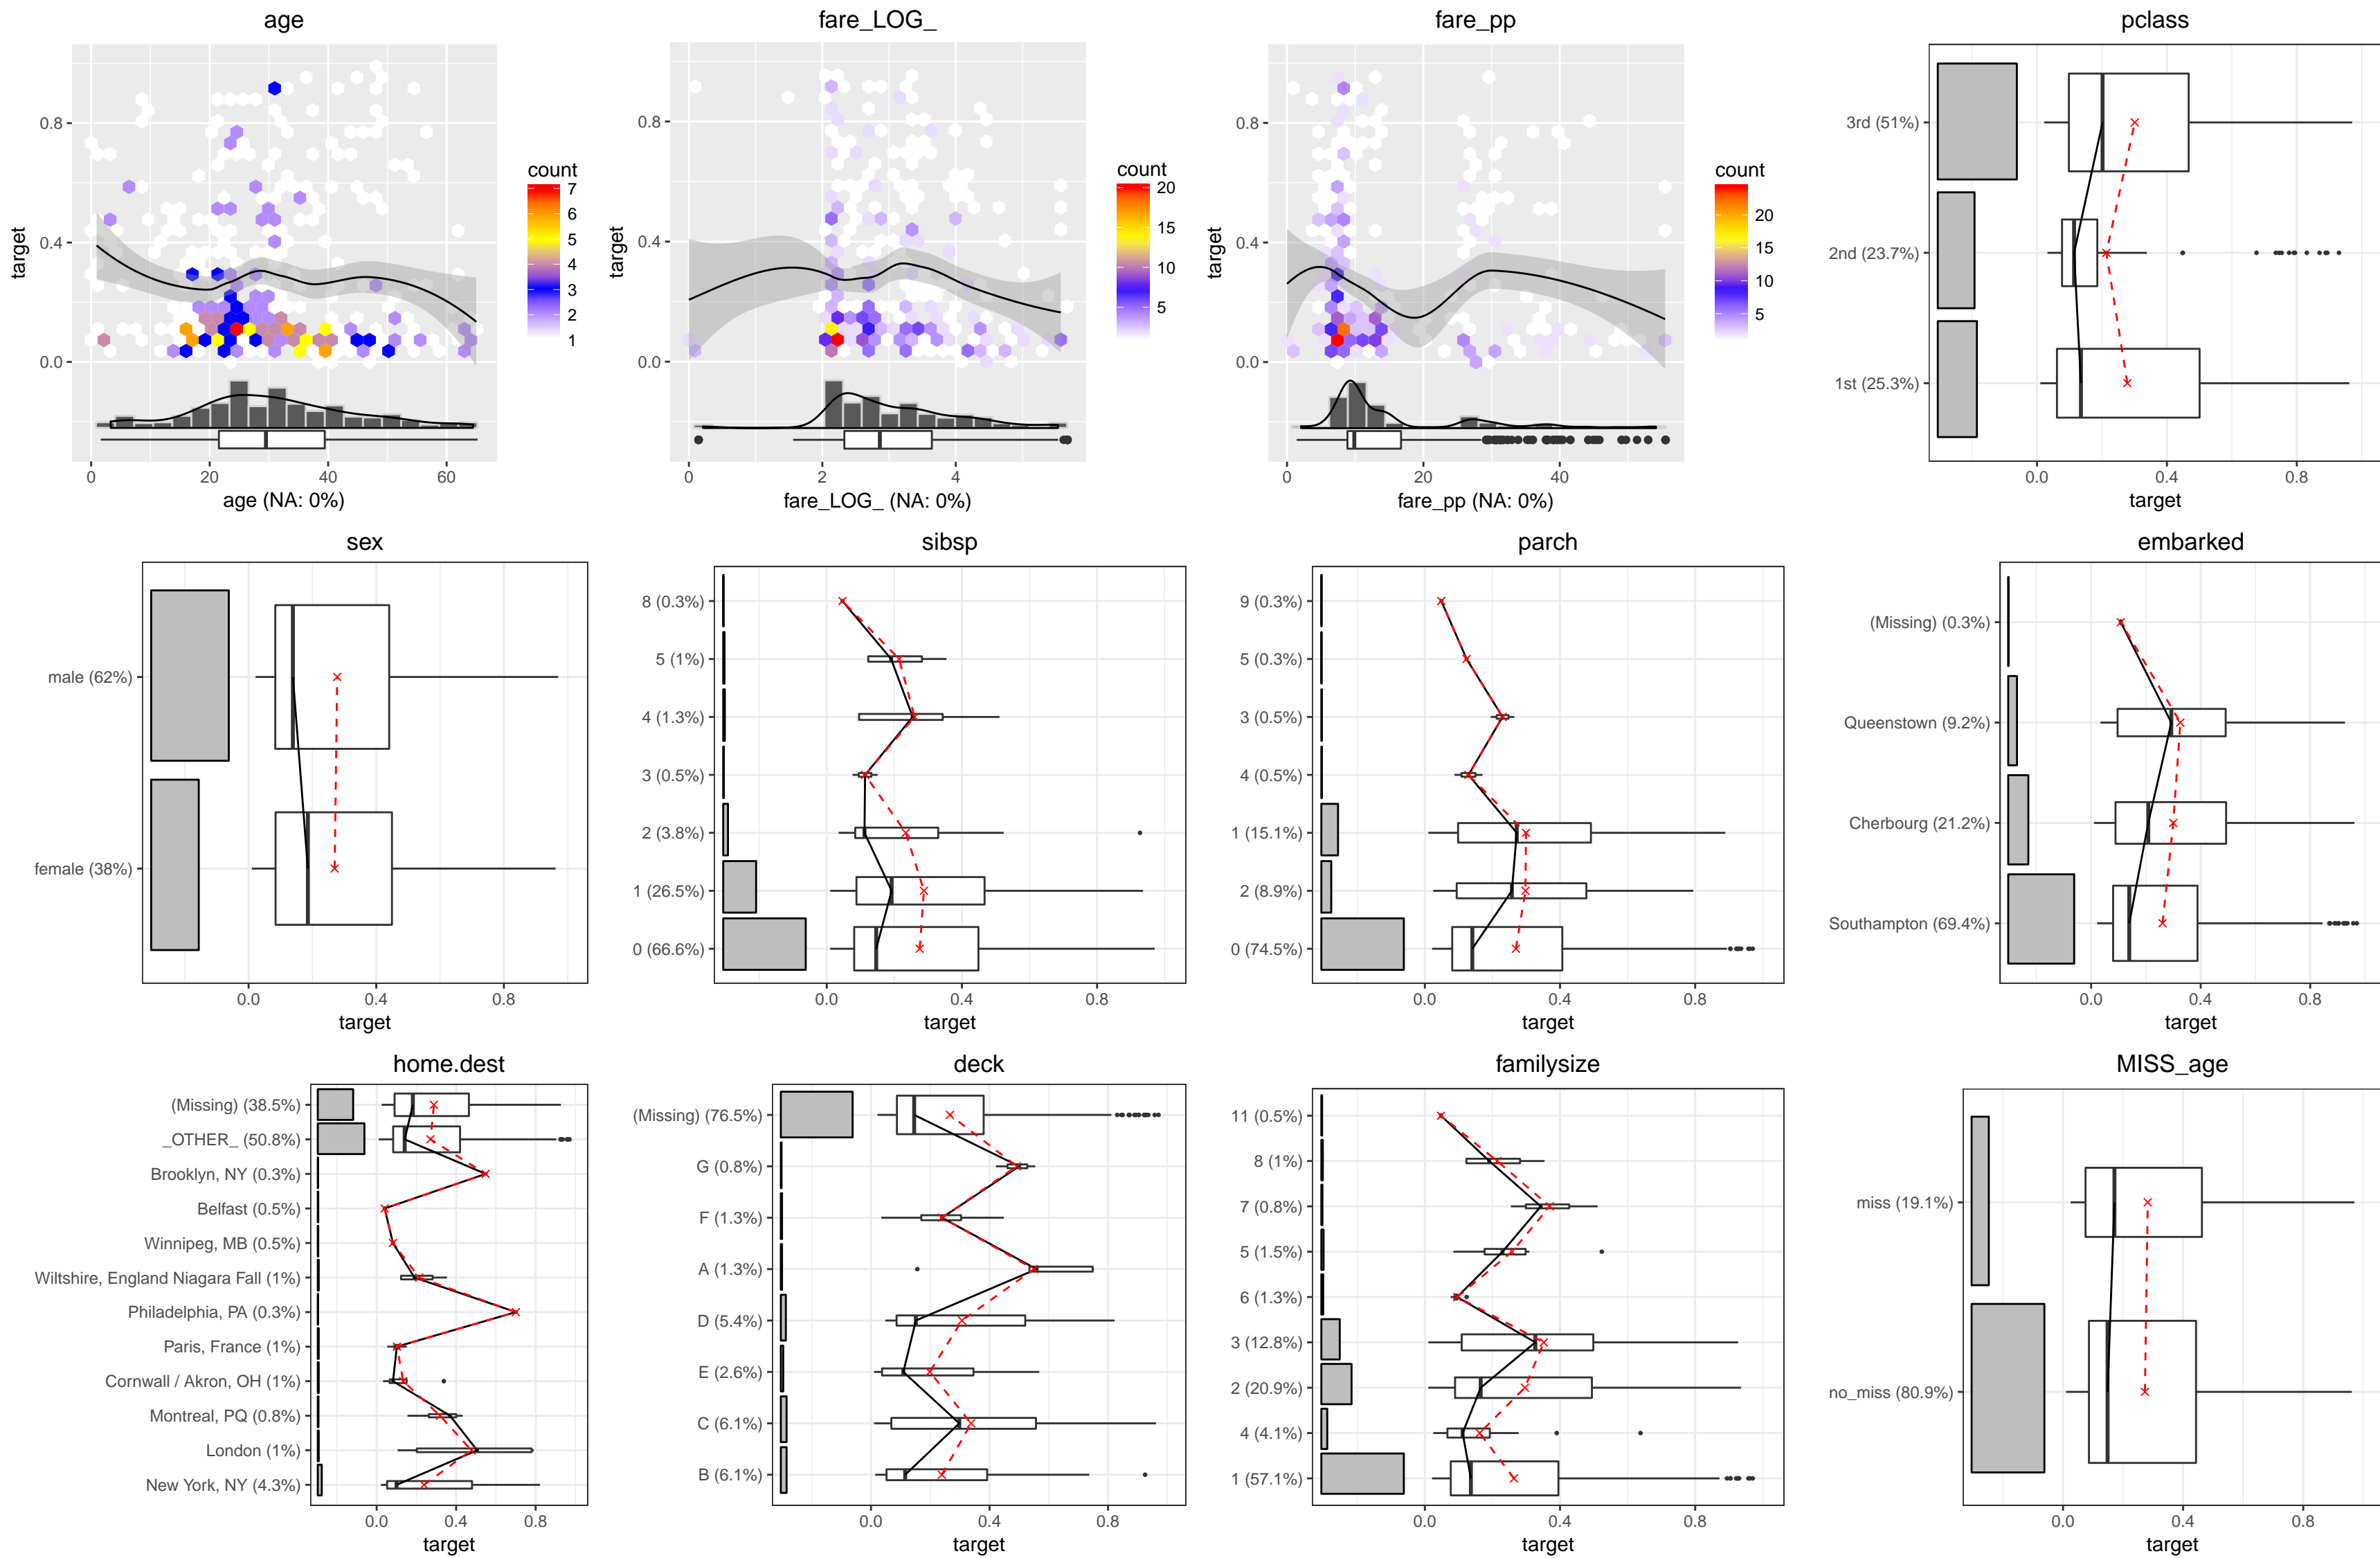 age
target
0.8
0.4
0.0
0 20 40 60
age (NA: 0%)
count
7
6
5
4
3
2
1
fare_LOG_
target
0.8
0.4
0.0
0 2 4
fare_LOG_ (NA: 0%)
count
20
15
10
5
fare_pp
target
0.8
0.4
0.0
0 20 40
fare_pp (NA: 0%)
count
20
15
10
5
pclass
3rd (51%)
2nd (23.7%)
1st (25.3%)
0.0 0.4 0.8
target
sex
male (62%)
female (38%)
0.0 0.4 0.8
target
sibsp
8 (0.3%)
5 (1%)
4 (1.3%)
3 (0.5%)
2 (3.8%)
1 (26.5%)
0 (66.6%)
0.0 0.4 0.8
target
parch
9 (0.3%)
5 (0.3%)
3 (0.5%)
4 (0.5%)
1 (15.1%)
2 (8.9%)
0 (74.5%)
0.0 0.4 0.8
target
embarked
(Missing) (0.3%)
Queenstown (9.2%)
Cherbourg (21.2%)
Southampton (69.4%)
0.0 0.4 0.8
target
home.dest
(Missing) (38.5%)
_OTHER_ (50.8%)
Brooklyn, NY (0.3%)
Belfast (0.5%)
Winnipeg, MB (0.5%)
Wiltshire, England Niagara Fall (1%)
Philadelphia, PA (0.3%)
Paris, France (1%)
Cornwall / Akron, OH (1%)
Montreal, PQ (0.8%)
London (1%)
New York, NY (4.3%)
0.0 0.4 0.8
target
deck
(Missing) (76.5%)
G (0.8%)
F (1.3%)
A (1.3%)
D (5.4%)
E (2.6%)
C (6.1%)
B (6.1%)
0.0 0.4 0.8
target
familysize
11 (0.5%)
8 (1%)
7 (0.8%)
5 (1.5%)
6 (1.3%)
3 (12.8%)
2 (20.9%)
4 (4.1%)
1 (57.1%)
0.0 0.4 0.8
target
MISS_age
miss (19.1%)
no_miss (80.9%)
0.0 0.4 0.8
target